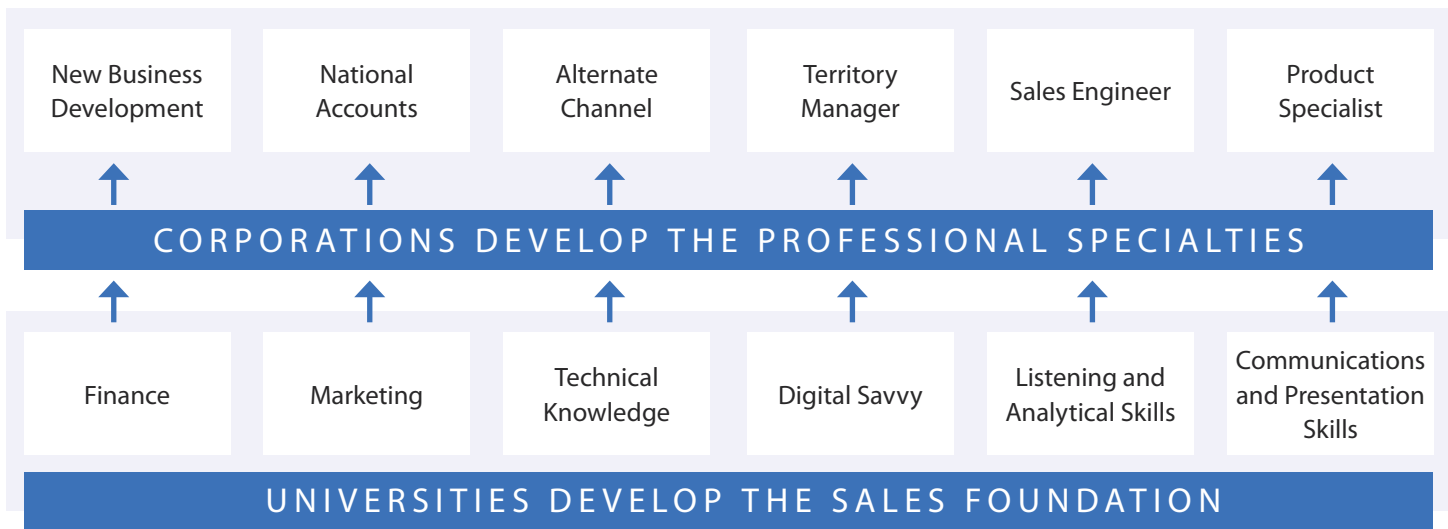 New Business
Development
National
Accounts
Alternate
Channel
Territory
Manager
Sales Engineer
Product
Specialist
CORPORATIONS DEVELOP THE PROFESSIONAL SPECIALTIES
Finance
Marketing
Technical
Knowledge
Digital Savvy
Listening and
Analytical Skills
Communications
and Presentation
Skills
UNIVERSITIES DEVELOP THE SALES FOUNDATION